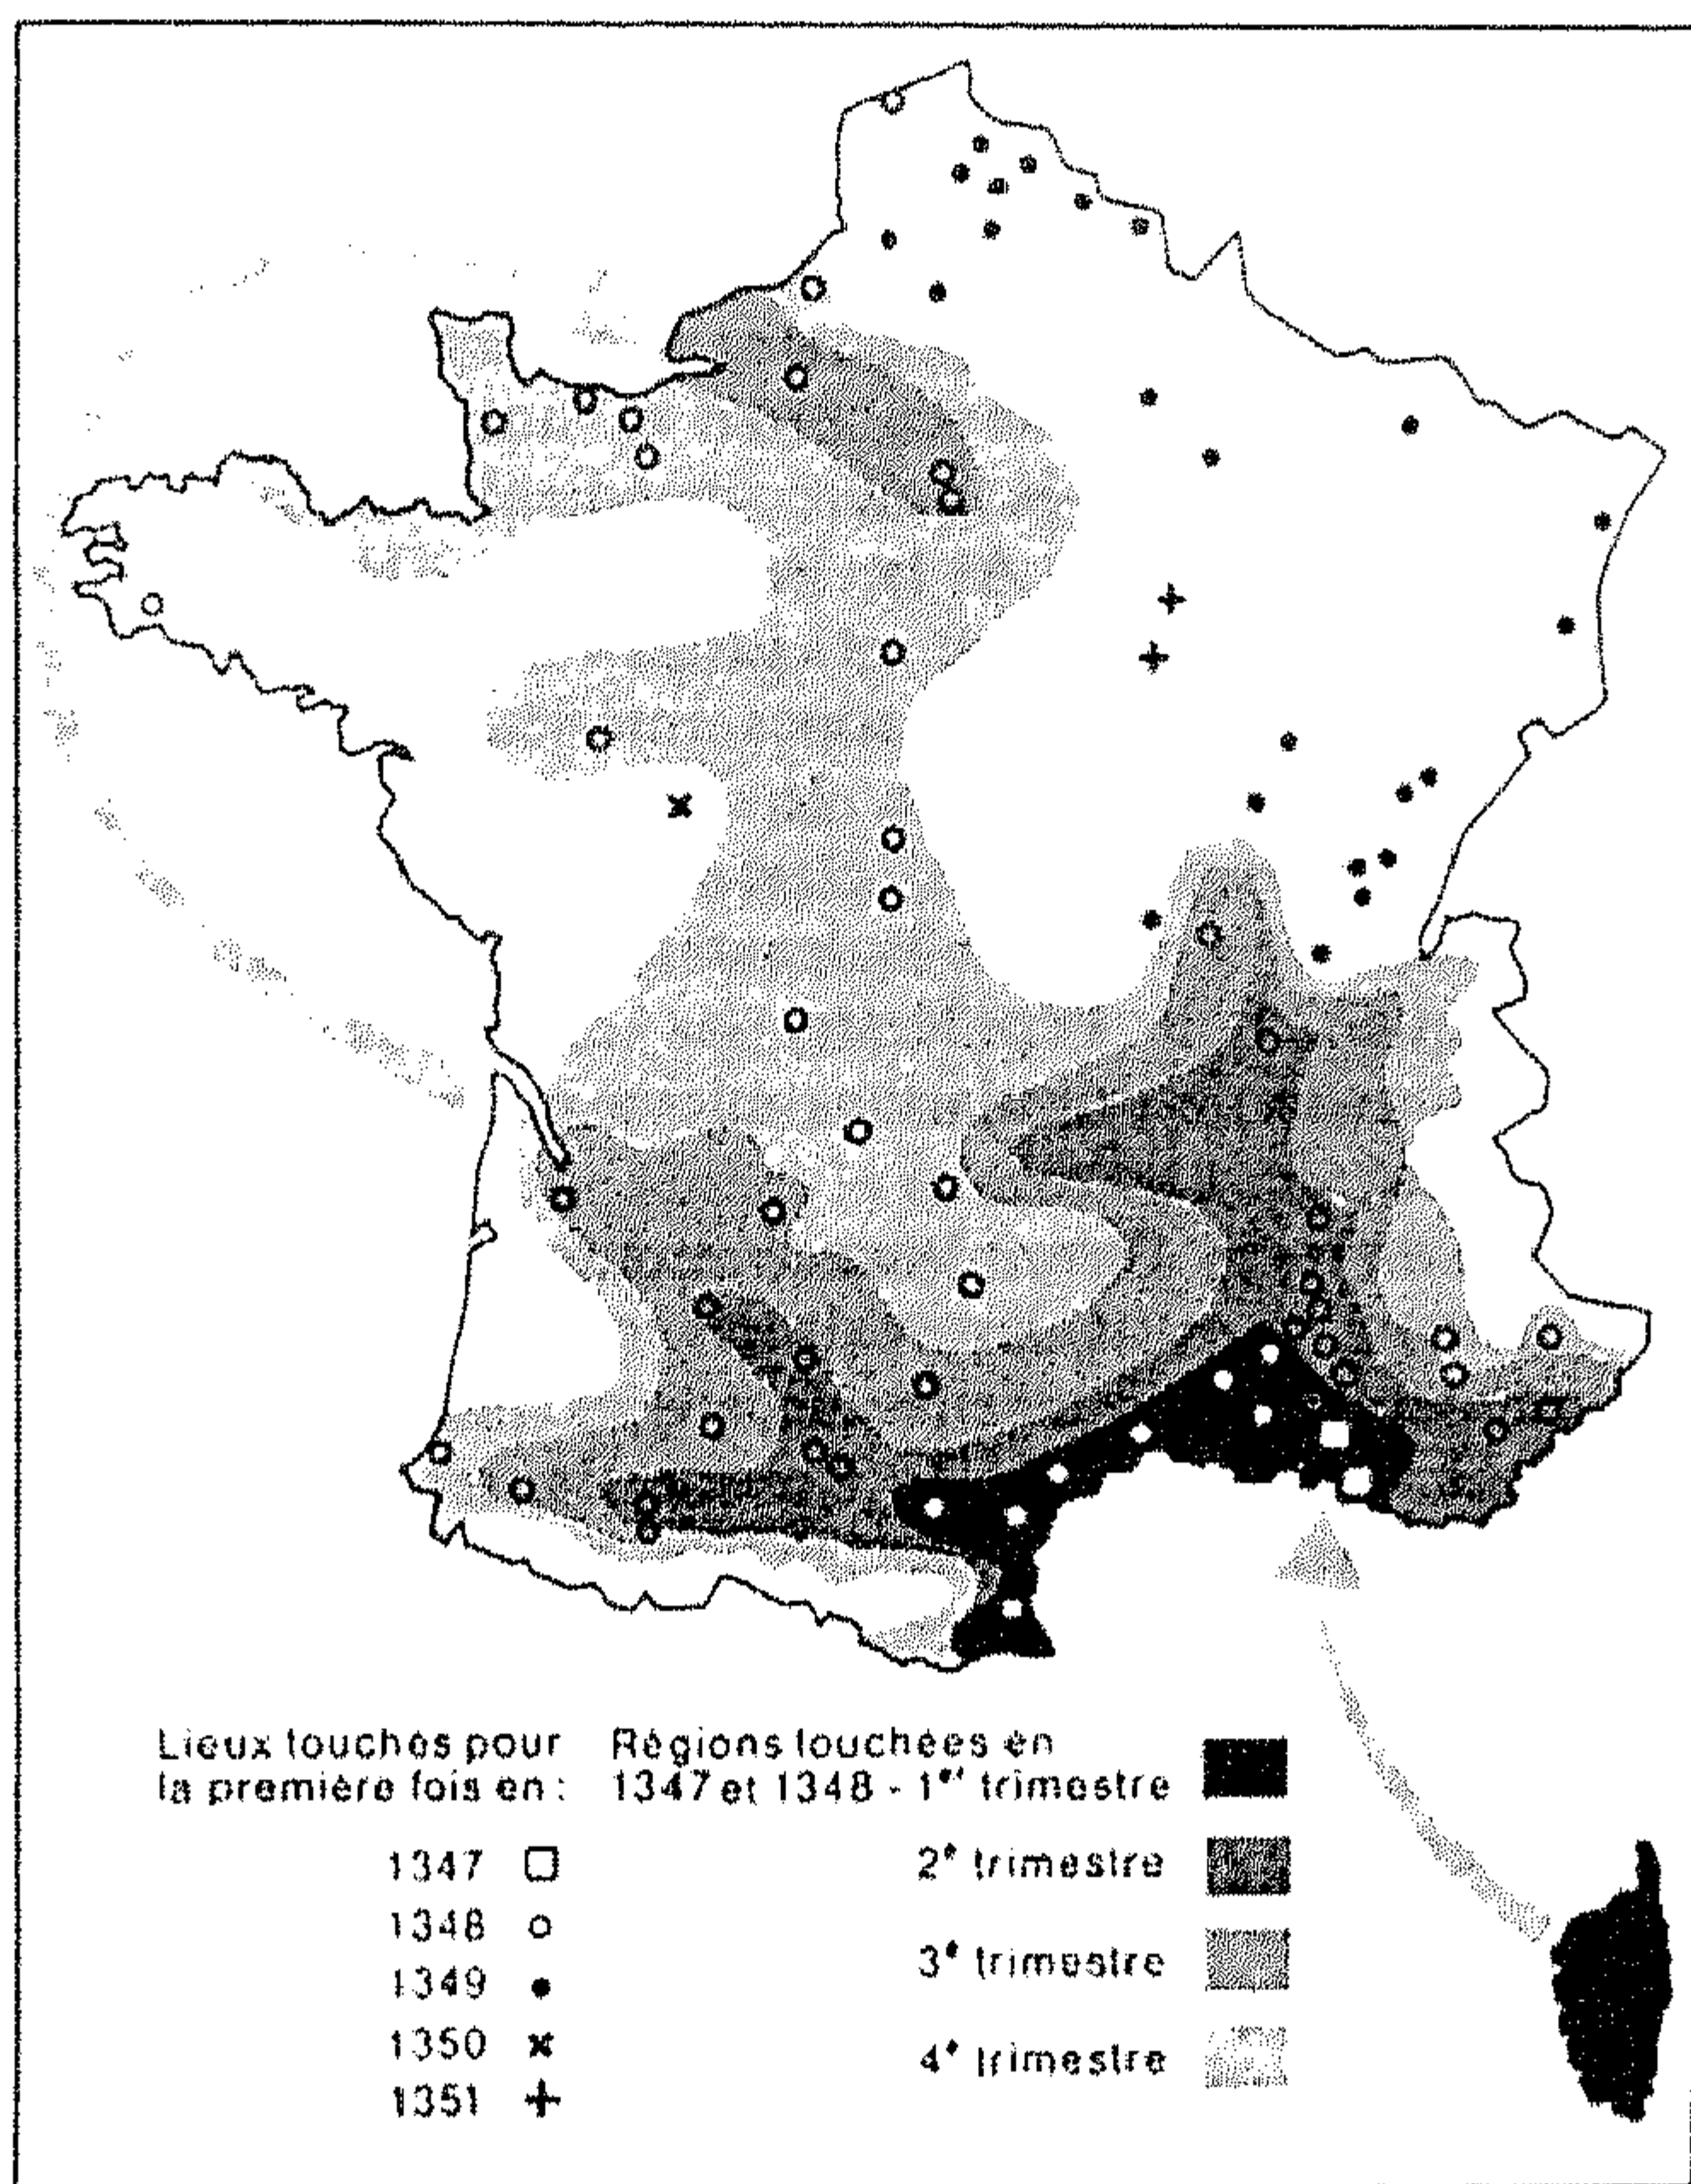 Lieux touchés pour
la première fois en :
1347
1348
1349
1350
1351
Régions touchées en
1347 et 1348 - 1er trimestre
2e trimestre
3e trimestre
4e trimestre